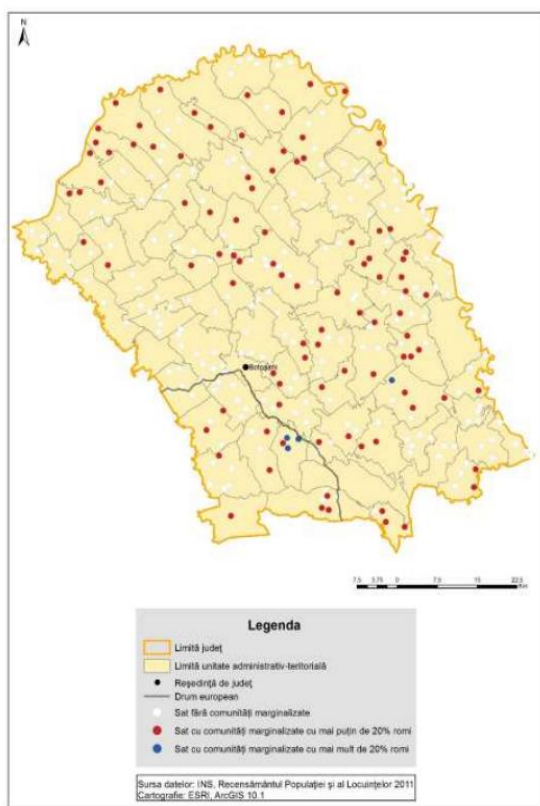 N
Botoșani
7,5 3,75 0 7,5 15 22,5
Km
Legenda
Limită județ
Limită unitate administrativ-teritorială
Reședință de județ
Drum european
Sat fără comunități marginalizate
Sat cu comunități marginalizate cu mai puțin de 20% romi
Sat cu comunități marginalizate cu mai mult de 20% romi
Sursa datelor: INS, Recensământul Populației și al Locuințelor 2011
Cartografie: ESRI, ArcGIS 10.1